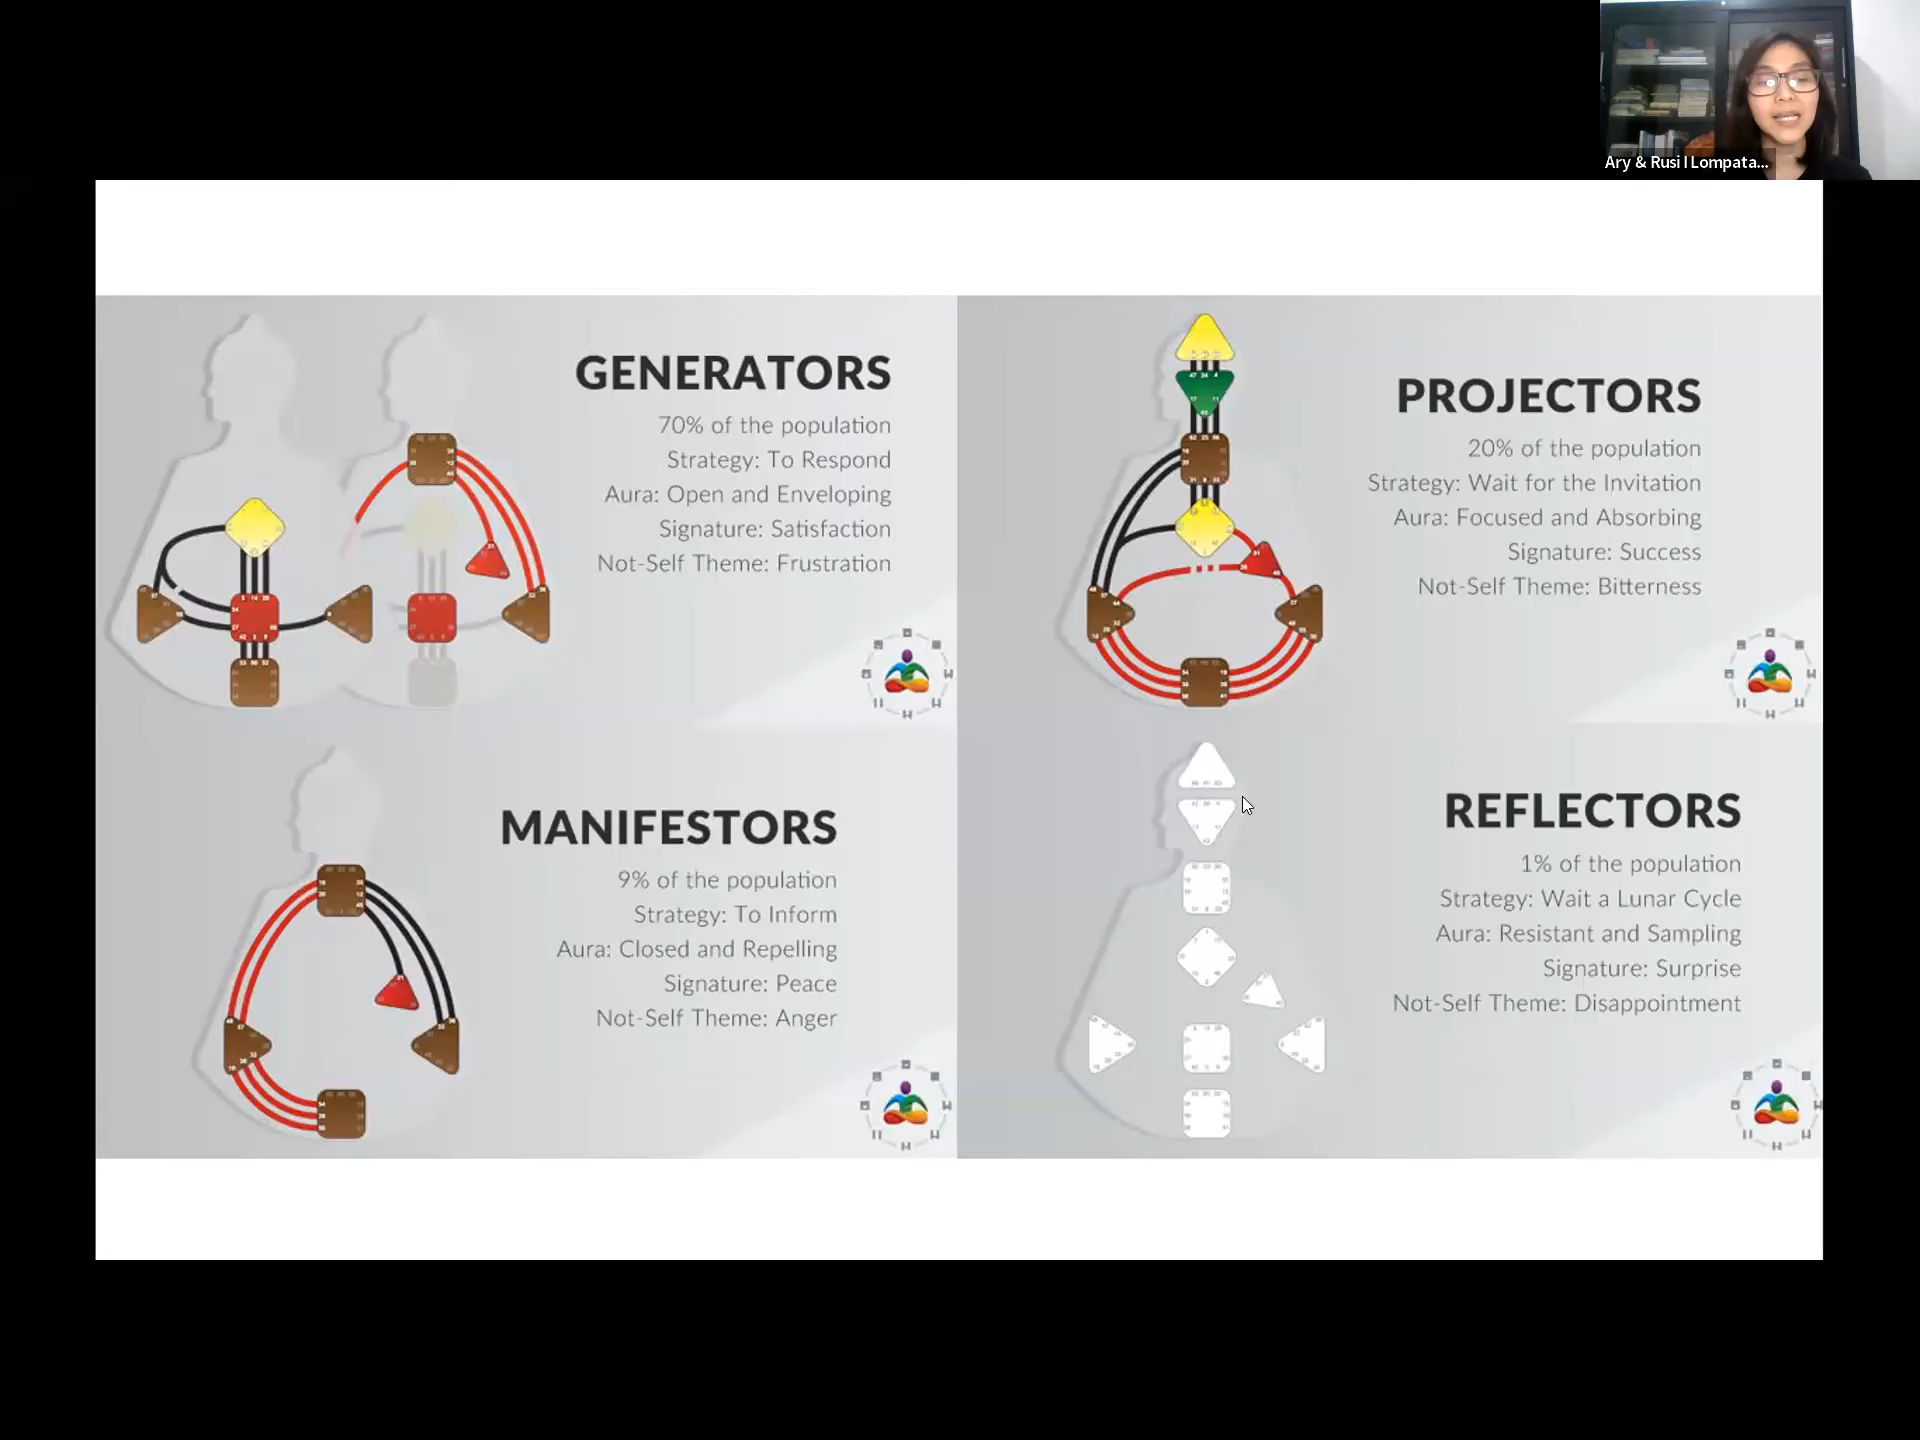 Ary & Rusi I Lompata...
GENERATORS
70% of the population
Strategy: To Respond
Aura: Open and Enveloping
Signature: Satisfaction
Not-Self Theme: Frustration
PROJECTORS
20% of the population
Strategy: Wait for the Invitation
Aura: Focused and Absorbing
Signature: Success
Not-Self Theme: Bitterness
MANIFESTORS
9% of the population
Strategy: To Inform
Aura: Closed and Repelling
Signature: Peace
Not-Self Theme: Anger
REFLECTORS
1% of the population
Strategy: Wait a Lunar Cycle
Aura: Resistant and Sampling
Signature: Surprise
Not-Self Theme: Disappointment